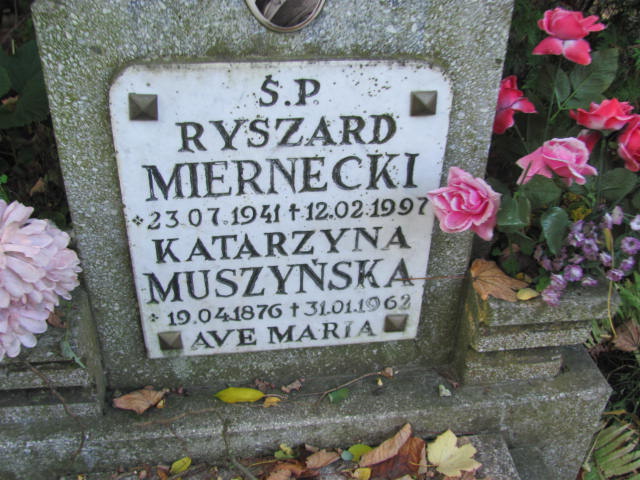 Ś.P.
RYSZARD
MIERNECKI
* 23.07.1941 † 12.02.1997
KATARZYNA
MUSZYŃSKA
* 19.04.1876 † 31.01.1962
AVE MARIA